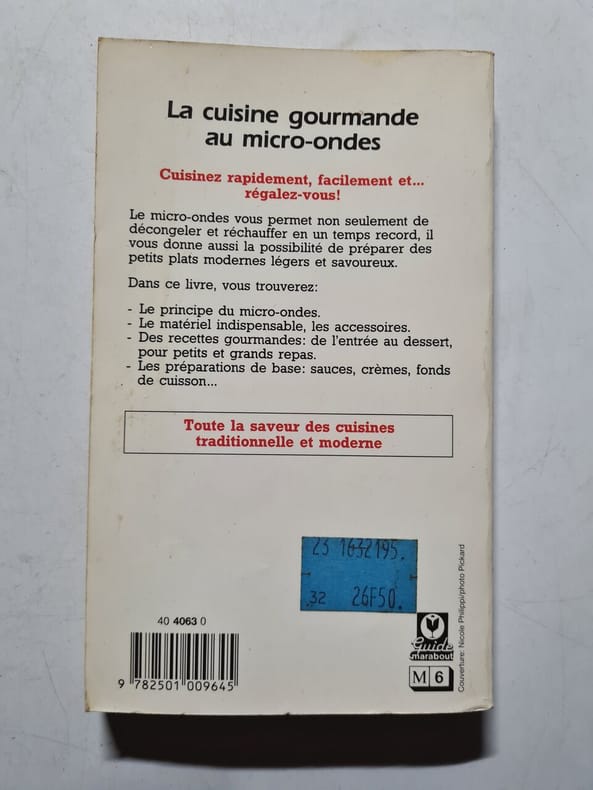 La cuisine gourmande
au micro-ondes
Cuisinez rapidement, facilement et...
régalez-vous!
Le micro-ondes vous permet non seulement de
décongeler et réchauffer en un temps record, il
vous donne aussi la possibilité de préparer des
petits plats modernes légers et savoureux.
Dans ce livre, vous trouverez:
- Le principe du micro-ondes.
- Le matériel indispensable, les accessoires.
- Des recettes gourmandes: de l'entrée au dessert,
pour petits et grands repas.
- Les préparations de base: sauces, crèmes, fonds
de cuisson...
Toute la saveur des cuisines
traditionnelle et moderne
23 1632195.
.32 26F50.
40 4063 0
9 782501 009645
Guide
marabout
M 6
Couverture: Nicole Philippi/photo Pickard